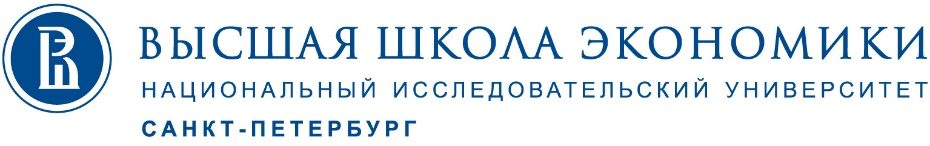 ВЫСШАЯ ШКОЛА ЭКОНОМИКИ
НАЦИОНАЛЬНЫЙ ИССЛЕДОВАТЕЛЬСКИЙ УНИВЕРСИТЕТ
САНКТ-ПЕТЕРБУРГ